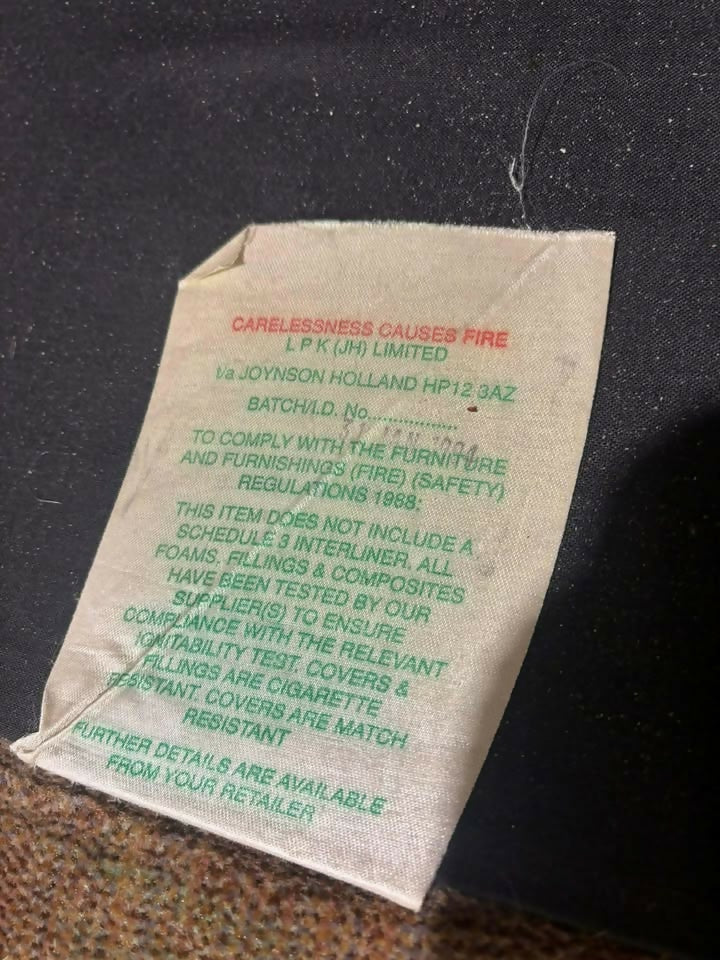 CARELESSNESS CAUSES FIRE
L P K (JH) LIMITED
t/a JOYNSON HOLLAND HP12 3AZ
BATCH/I.D. No.................
TO COMPLY WITH THE FURNITURE
AND FURNISHINGS (FIRE) (SAFETY)
REGULATIONS 1988:
THIS ITEM DOES NOT INCLUDE A
SCHEDULE 3 INTERLINER. ALL
FOAMS, FILLINGS & COMPOSITES
HAVE BEEN TESTED BY OUR
SUPPLIER(S) TO ENSURE
COMPLIANCE WITH THE RELEVANT
IGNITABILITY TEST. COVERS &
FILLINGS ARE CIGARETTE
RESISTANT. COVERS ARE MATCH
RESISTANT
FURTHER DETAILS ARE AVAILABLE
FROM YOUR RETAILER